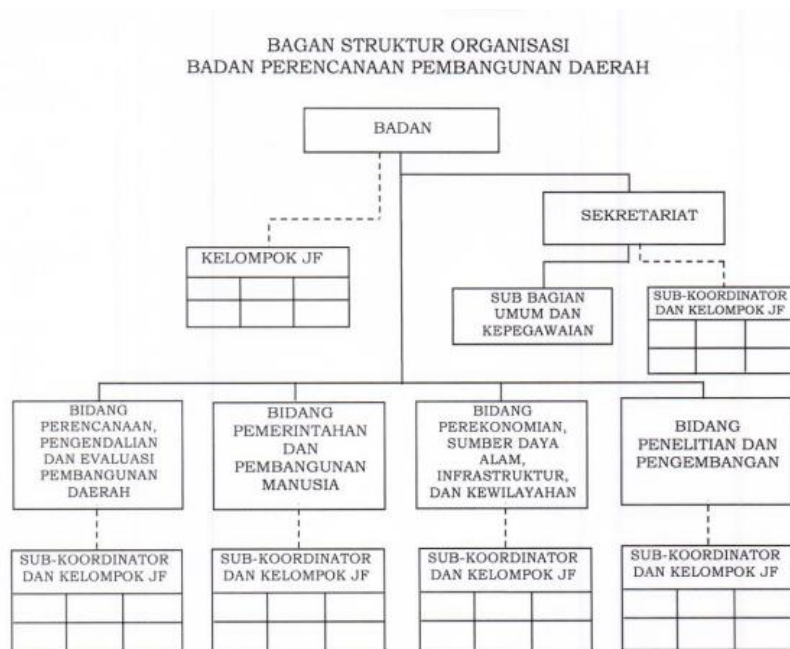 BAGAN STRUKTUR ORGANISASI
BADAN PERENCANAAN PEMBANGUNAN DAERAH
BADAN
SEKRETARIAT
KELOMPOK JF
SUB BAGIAN
UMUM DAN
KEPEGAWAIAN
SUB-KOORDINATOR
DAN KELOMPOK JF
BIDANG
PERENCANAAN,
PENGENDALIAN
DAN EVALUASI
PEMBANGUNAN
DAERAH
BIDANG
PEMERINTAHAN
DAN
PEMBANGUNAN
MANUSIA
BIDANG
PEREKONOMIAN,
SUMBER DAYA
ALAM,
INFRASTRUKTUR,
DAN KEWILAYAHAN
BIDANG
PENELITIAN DAN
PENGEMBANGAN
SUB-KOORDINATOR
DAN KELOMPOK JF
SUB-KOORDINATOR
DAN KELOMPOK JF
SUB-KOORDINATOR
DAN KELOMPOK JF
SUB-KOORDINATOR
DAN KELOMPOK JF